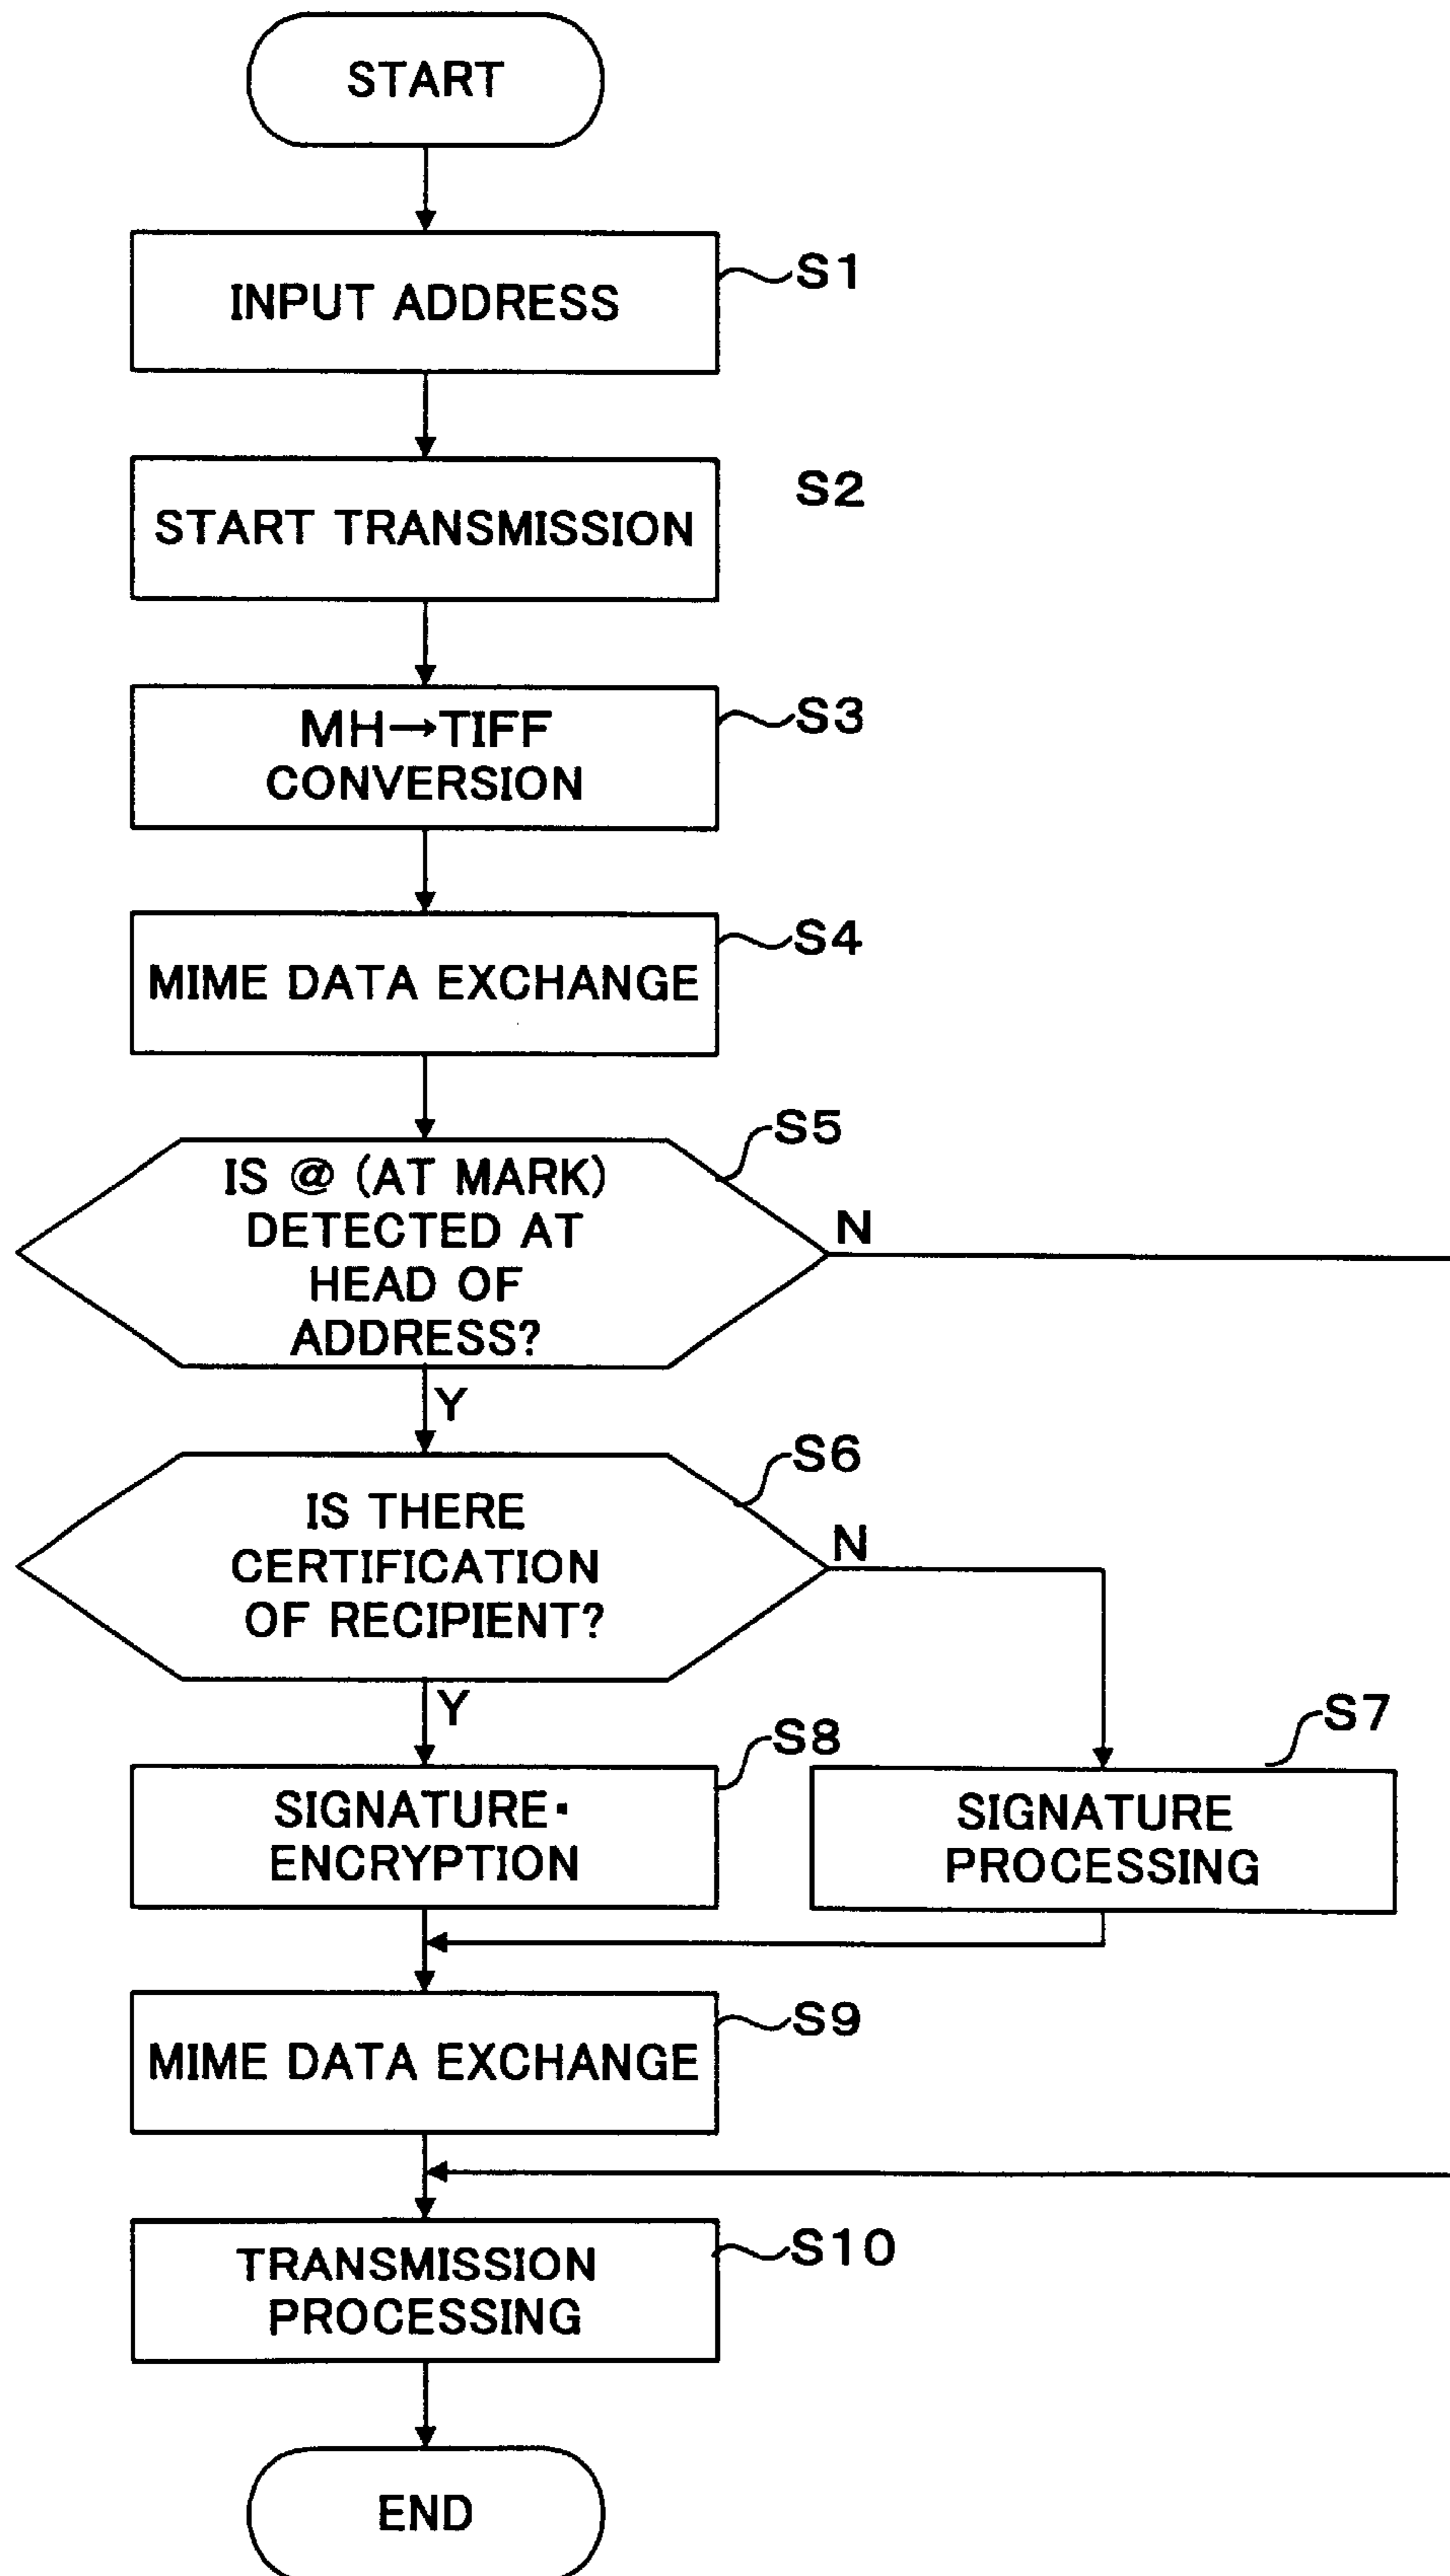 START
INPUT ADDRESS
S1
START TRANSMISSION
S2
MH→TIFF
CONVERSION
S3
MIME DATA EXCHANGE
S4
IS @ (AT MARK)
DETECTED AT
HEAD OF
ADDRESS?
S5
N
Y
IS THERE
CERTIFICATION
OF RECIPIENT?
S6
N
Y
SIGNATURE・
ENCRYPTION
S8
SIGNATURE
PROCESSING
S7
MIME DATA EXCHANGE
S9
TRANSMISSION
PROCESSING
S10
END